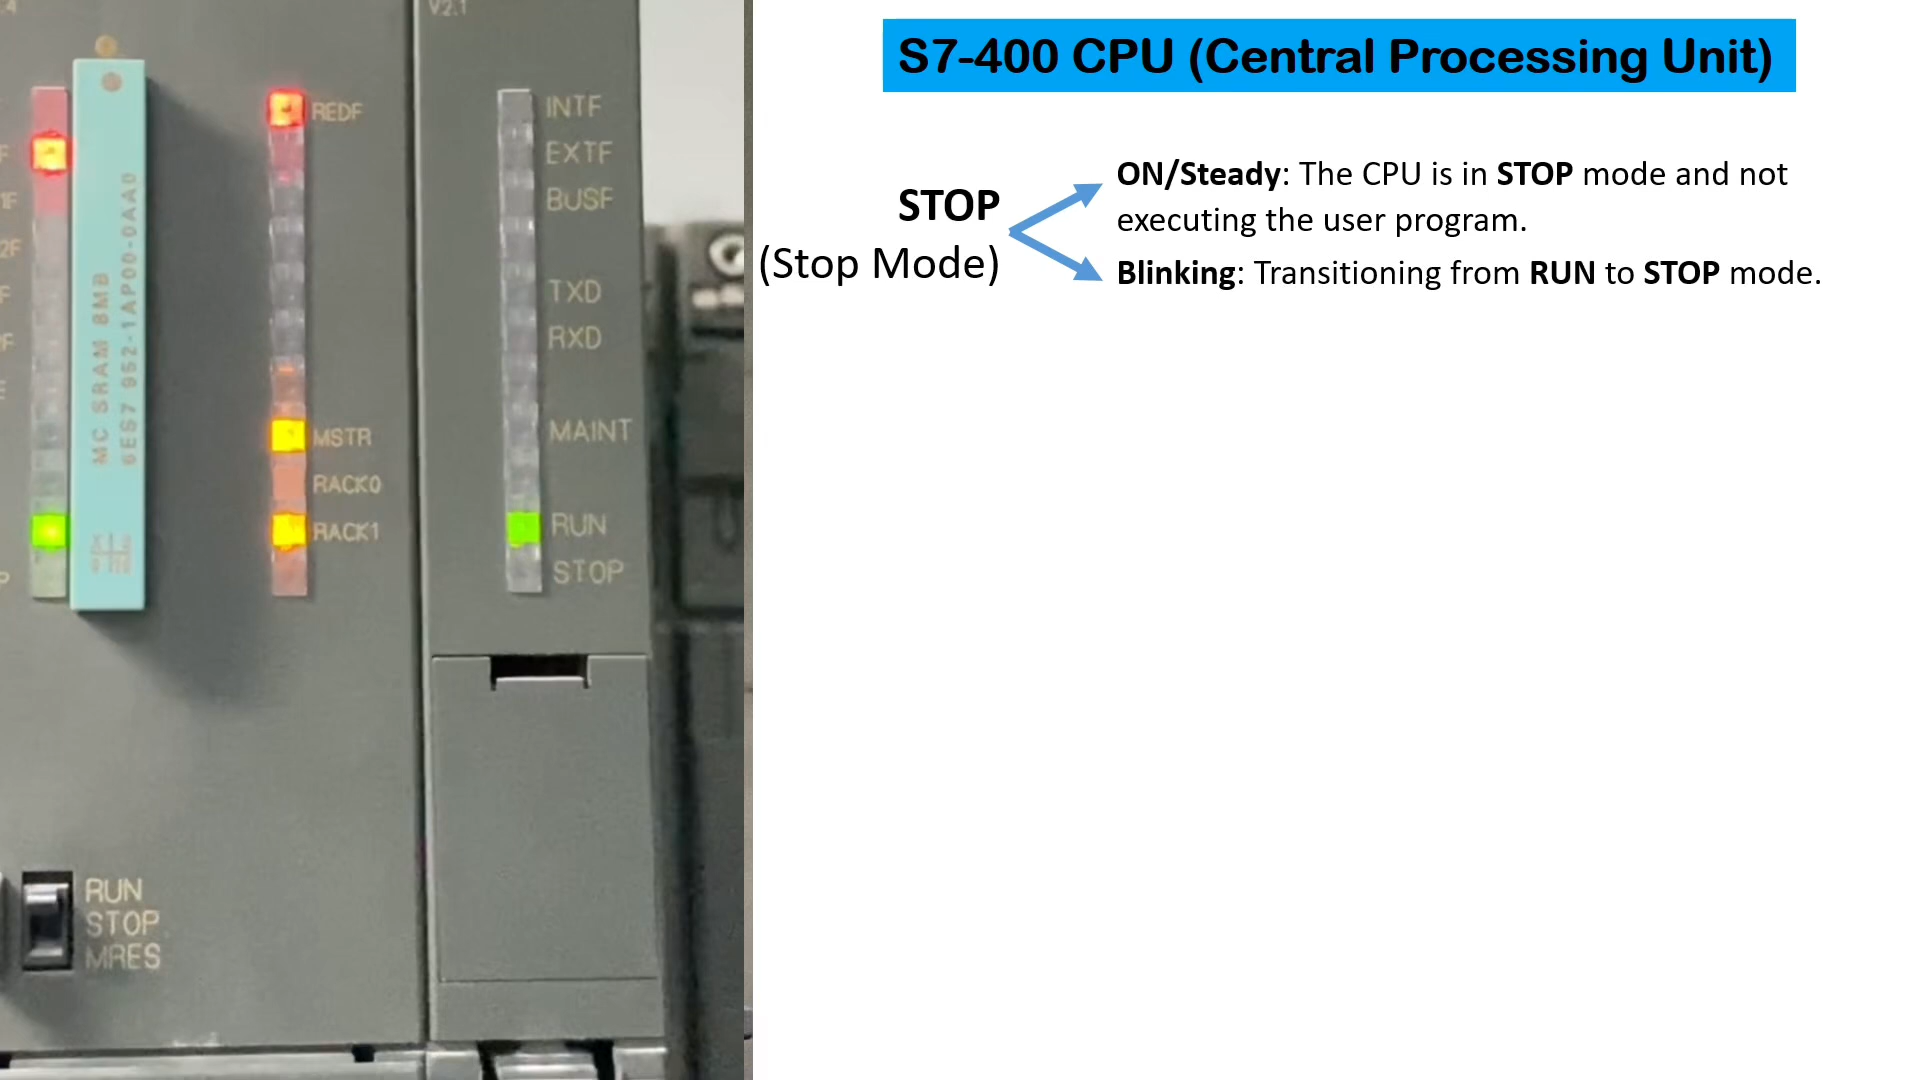 S7-400 CPU (Central Processing Unit)
STOP
(Stop Mode)
ON/Steady: The CPU is in STOP mode and not
executing the user program.
Blinking: Transitioning from RUN to STOP mode.
V2.1
REDF
MSTR
RACK0
RACK1
INTF
EXTF
BUSF
TXD
RXD
MAINT
RUN
STOP
MC SRAM 8MB
6ES7 952-1AP00-0AA0
RUN
STOP
MRES